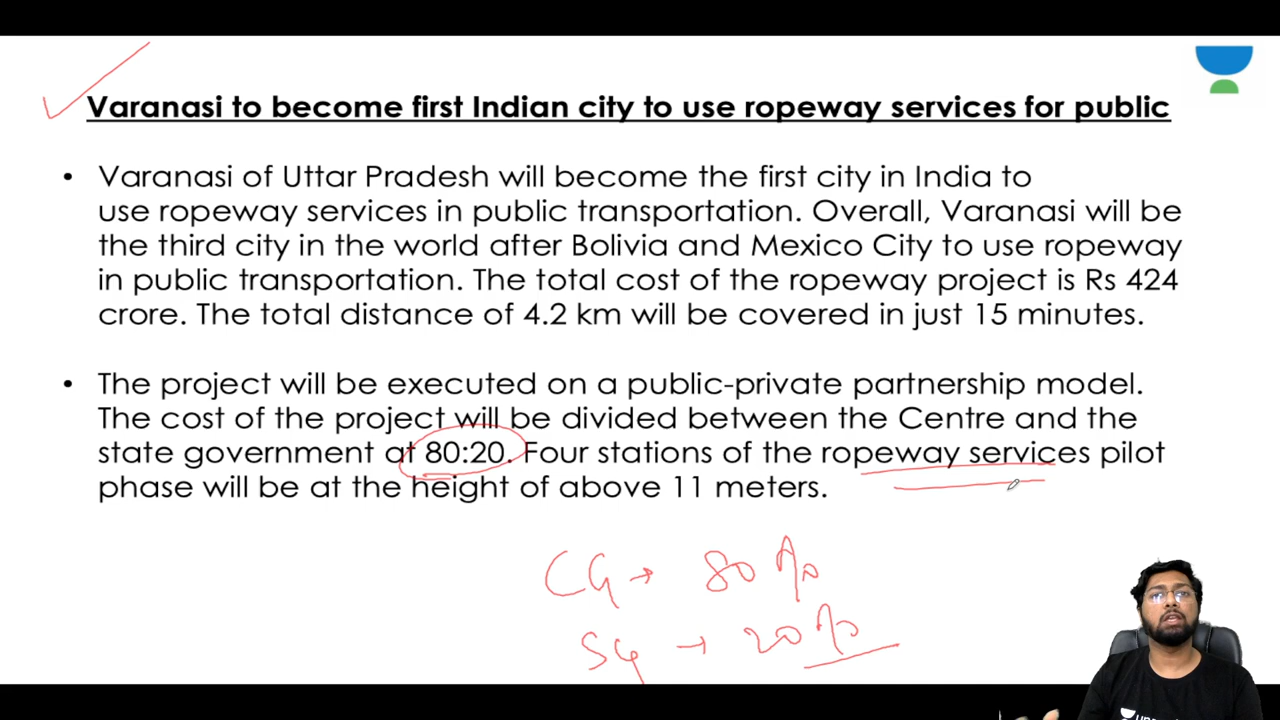 Varanasi to become first Indian city to use ropeway services for public
• Varanasi of Uttar Pradesh will become the first city in India to
use ropeway services in public transportation. Overall, Varanasi will be
the third city in the world after Bolivia and Mexico City to use ropeway
in public transportation. The total cost of the ropeway project is Rs 424
crore. The total distance of 4.2 km will be covered in just 15 minutes.
• The project will be executed on a public-private partnership model.
The cost of the project will be divided between the Centre and the
state government at 80:20. Four stations of the ropeway services pilot
phase will be at the height of above 11 meters.
CG → 80%
SG → 20%